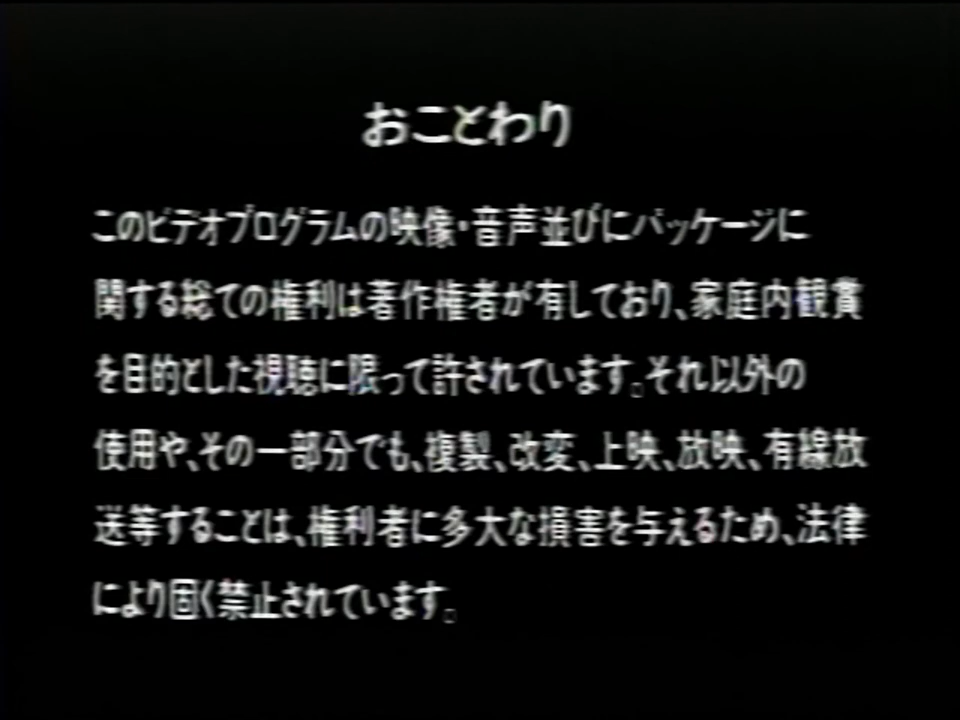 おことわり
このビデオプログラムの映像・音声並びにパッケージに
関する総ての権利は著作権者が有しており、家庭内観賞
を目的とした視聴に限って許されています。それ以外の
使用や、その一部分でも、複製、改変、上映、放映、有線放
送等することは、権利者に多大な損害を与えるため、法律
により固く禁止されています。